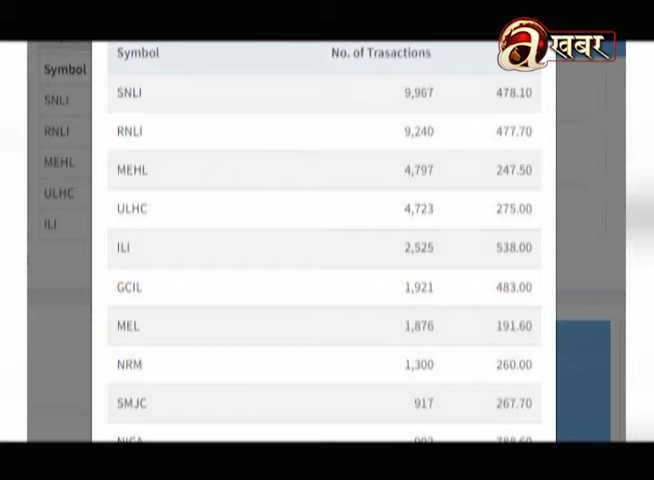 a खबर
Symbol No. of Trasactions
SNLI 9,967 478.10
RNLI 9,240 477.70
MEHL 4,797 247.50
ULHC 4,723 275.00
ILI 2,525 538.00
GCIL 1,921 483.00
MEL 1,876 191.60
NRM 1,300 260.00
SMJC 917 267.70
Symbol
SNLI
RNLI
MEHL
ULHC
ILI